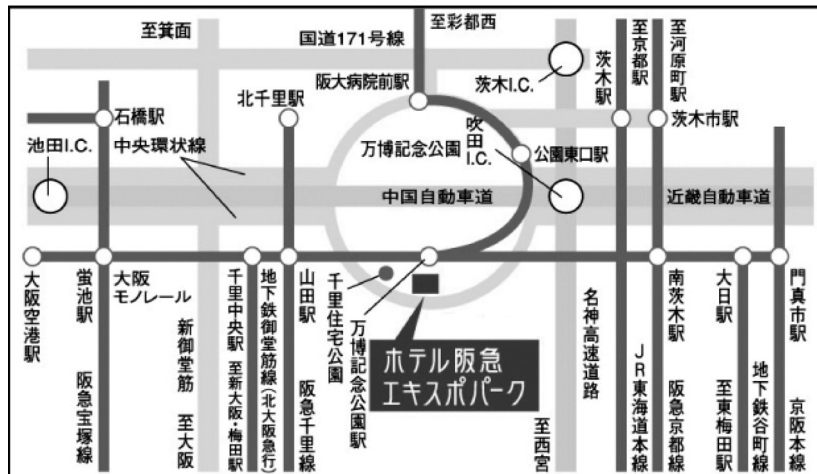 至箕面
国道171号線
至彩都西
阪大病院前駅
茨木I.C.
茨木駅
至京都駅
至河原町駅
石橋駅
北千里駅
茨木市駅
池田I.C.
中央環状線
万博記念公園
吹田I.C.
公園東口駅
中国自動車道
近畿自動車道
大阪空港駅
蛍池駅
大阪
モノレール
阪急宝塚線
新御堂筋 至大阪
千里中央駅 至新大阪・梅田駅
地下鉄御堂筋線(北大阪急行)
山田駅
阪急千里線
千里住宅公園
万博記念公園駅
ホテル阪急
エキスポパーク
名神高速道路
至西宮
JR東海道本線
南茨木駅
阪急京都線
大日駅
至東梅田駅
地下鉄谷町線
門真市駅
京阪本線